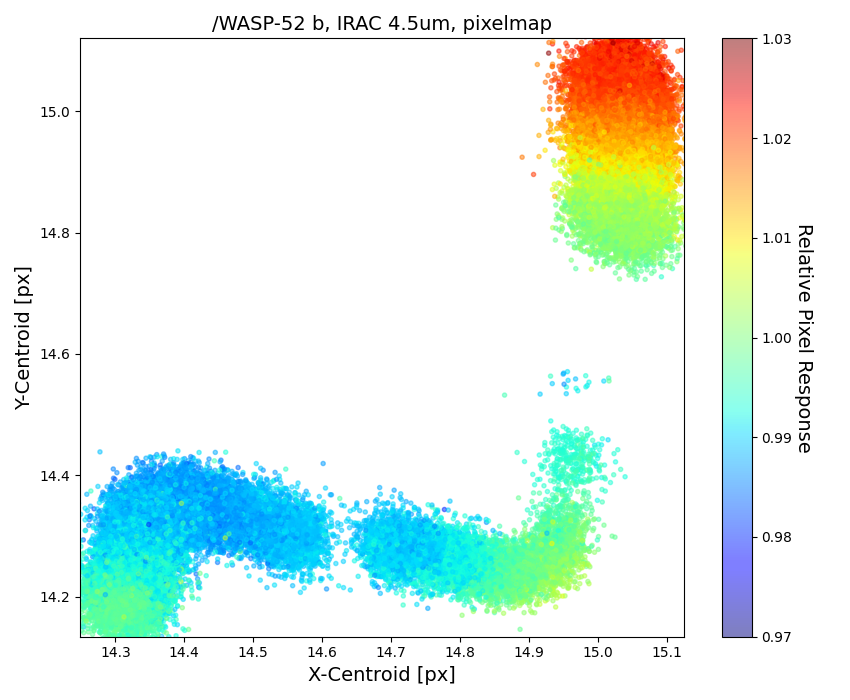 /WASP-52 b, IRAC 4.5um, pixelmap
Y-Centroid [px]
15.0
14.8
14.6
14.4
14.2
14.3 14.4 14.5 14.6 14.7 14.8 14.9 15.0 15.1
X-Centroid [px]
1.03
1.02
1.01
1.00
0.99
0.98
0.97
Relative Pixel Response